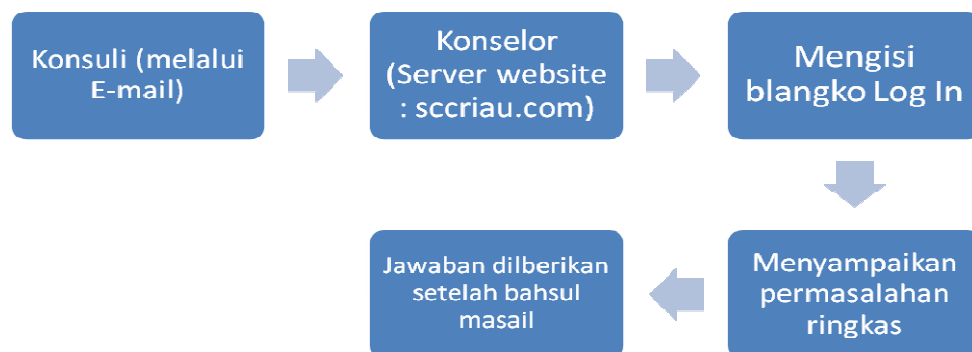 Konsuli (melalui
E-mail)
Konselor
(Server website
: sccriau.com)
Mengisi
blangko Log In
Menyampaikan
permasalahan
ringkas
Jawaban dilberikan
setelah bahsul
masail